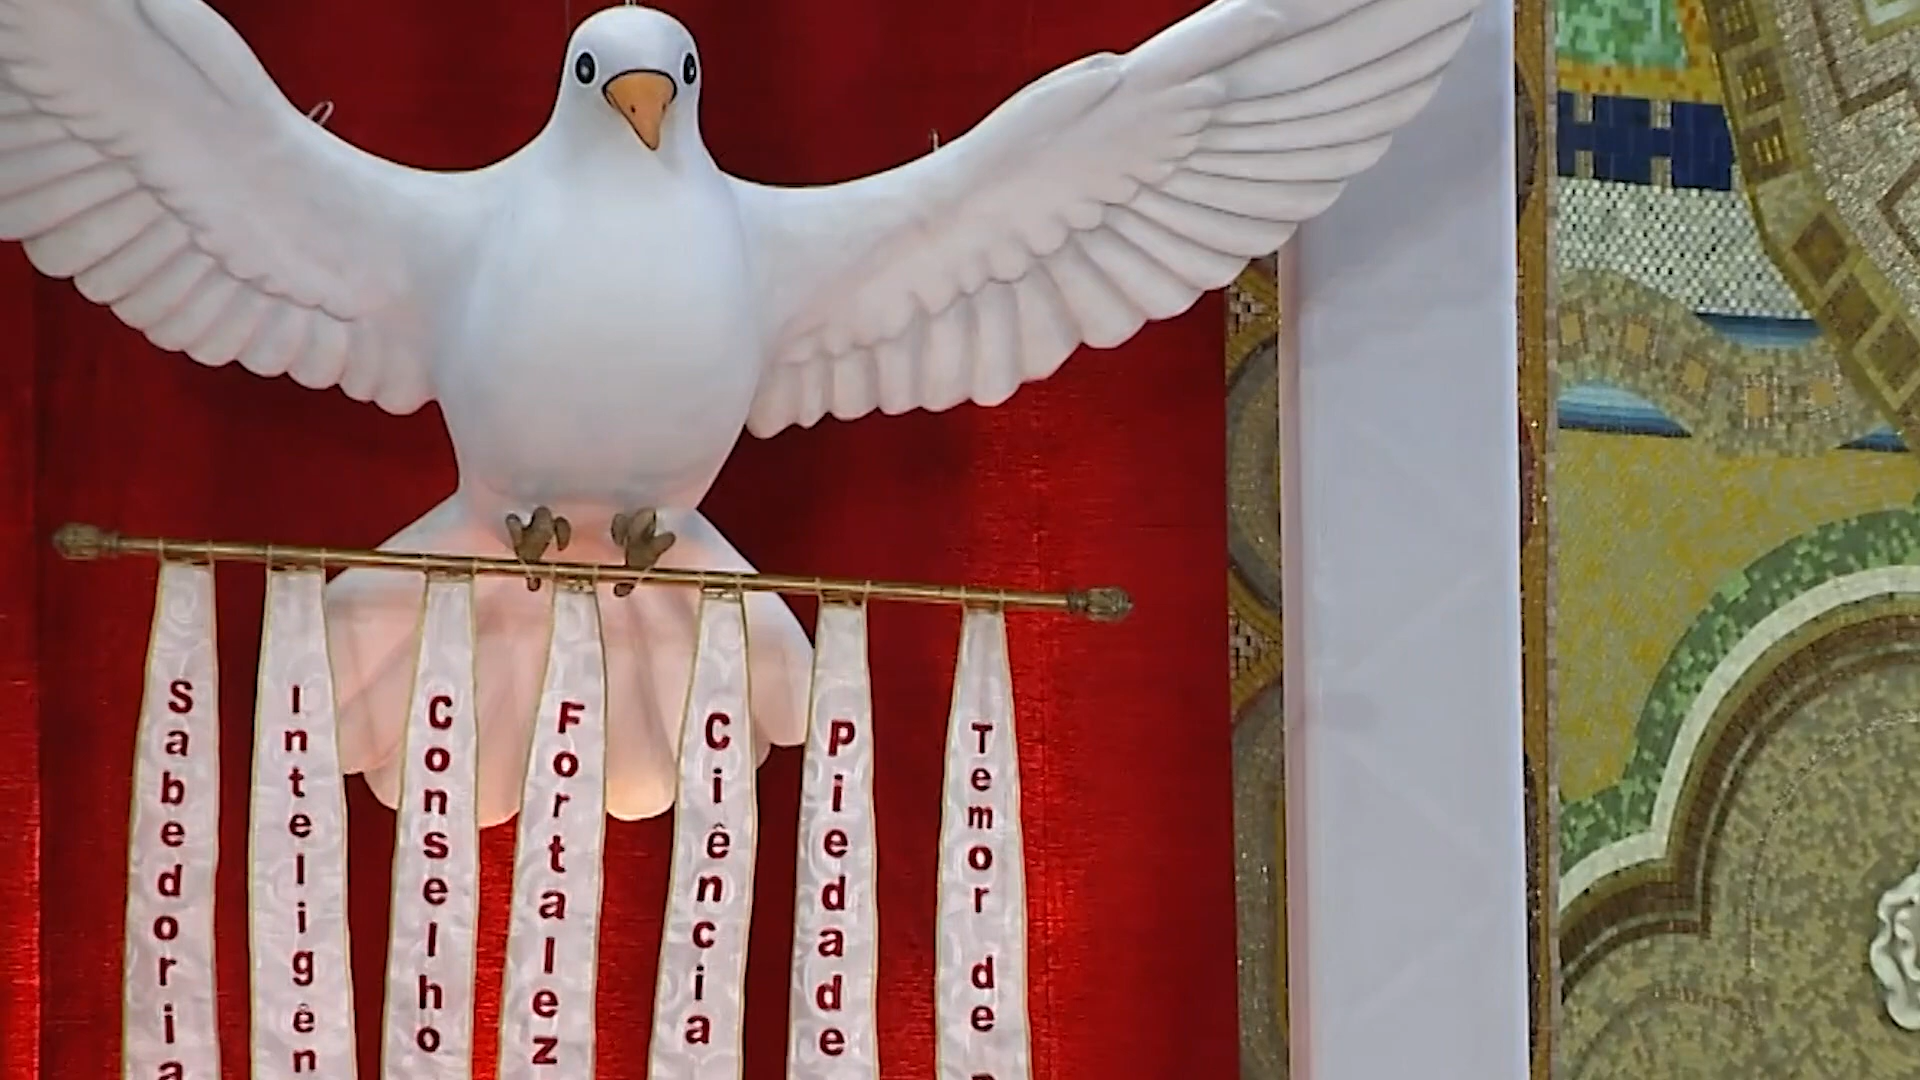 Sabedoria
Inteligên
Conselho
Fortalez
Ciência
Piedade
Temor de